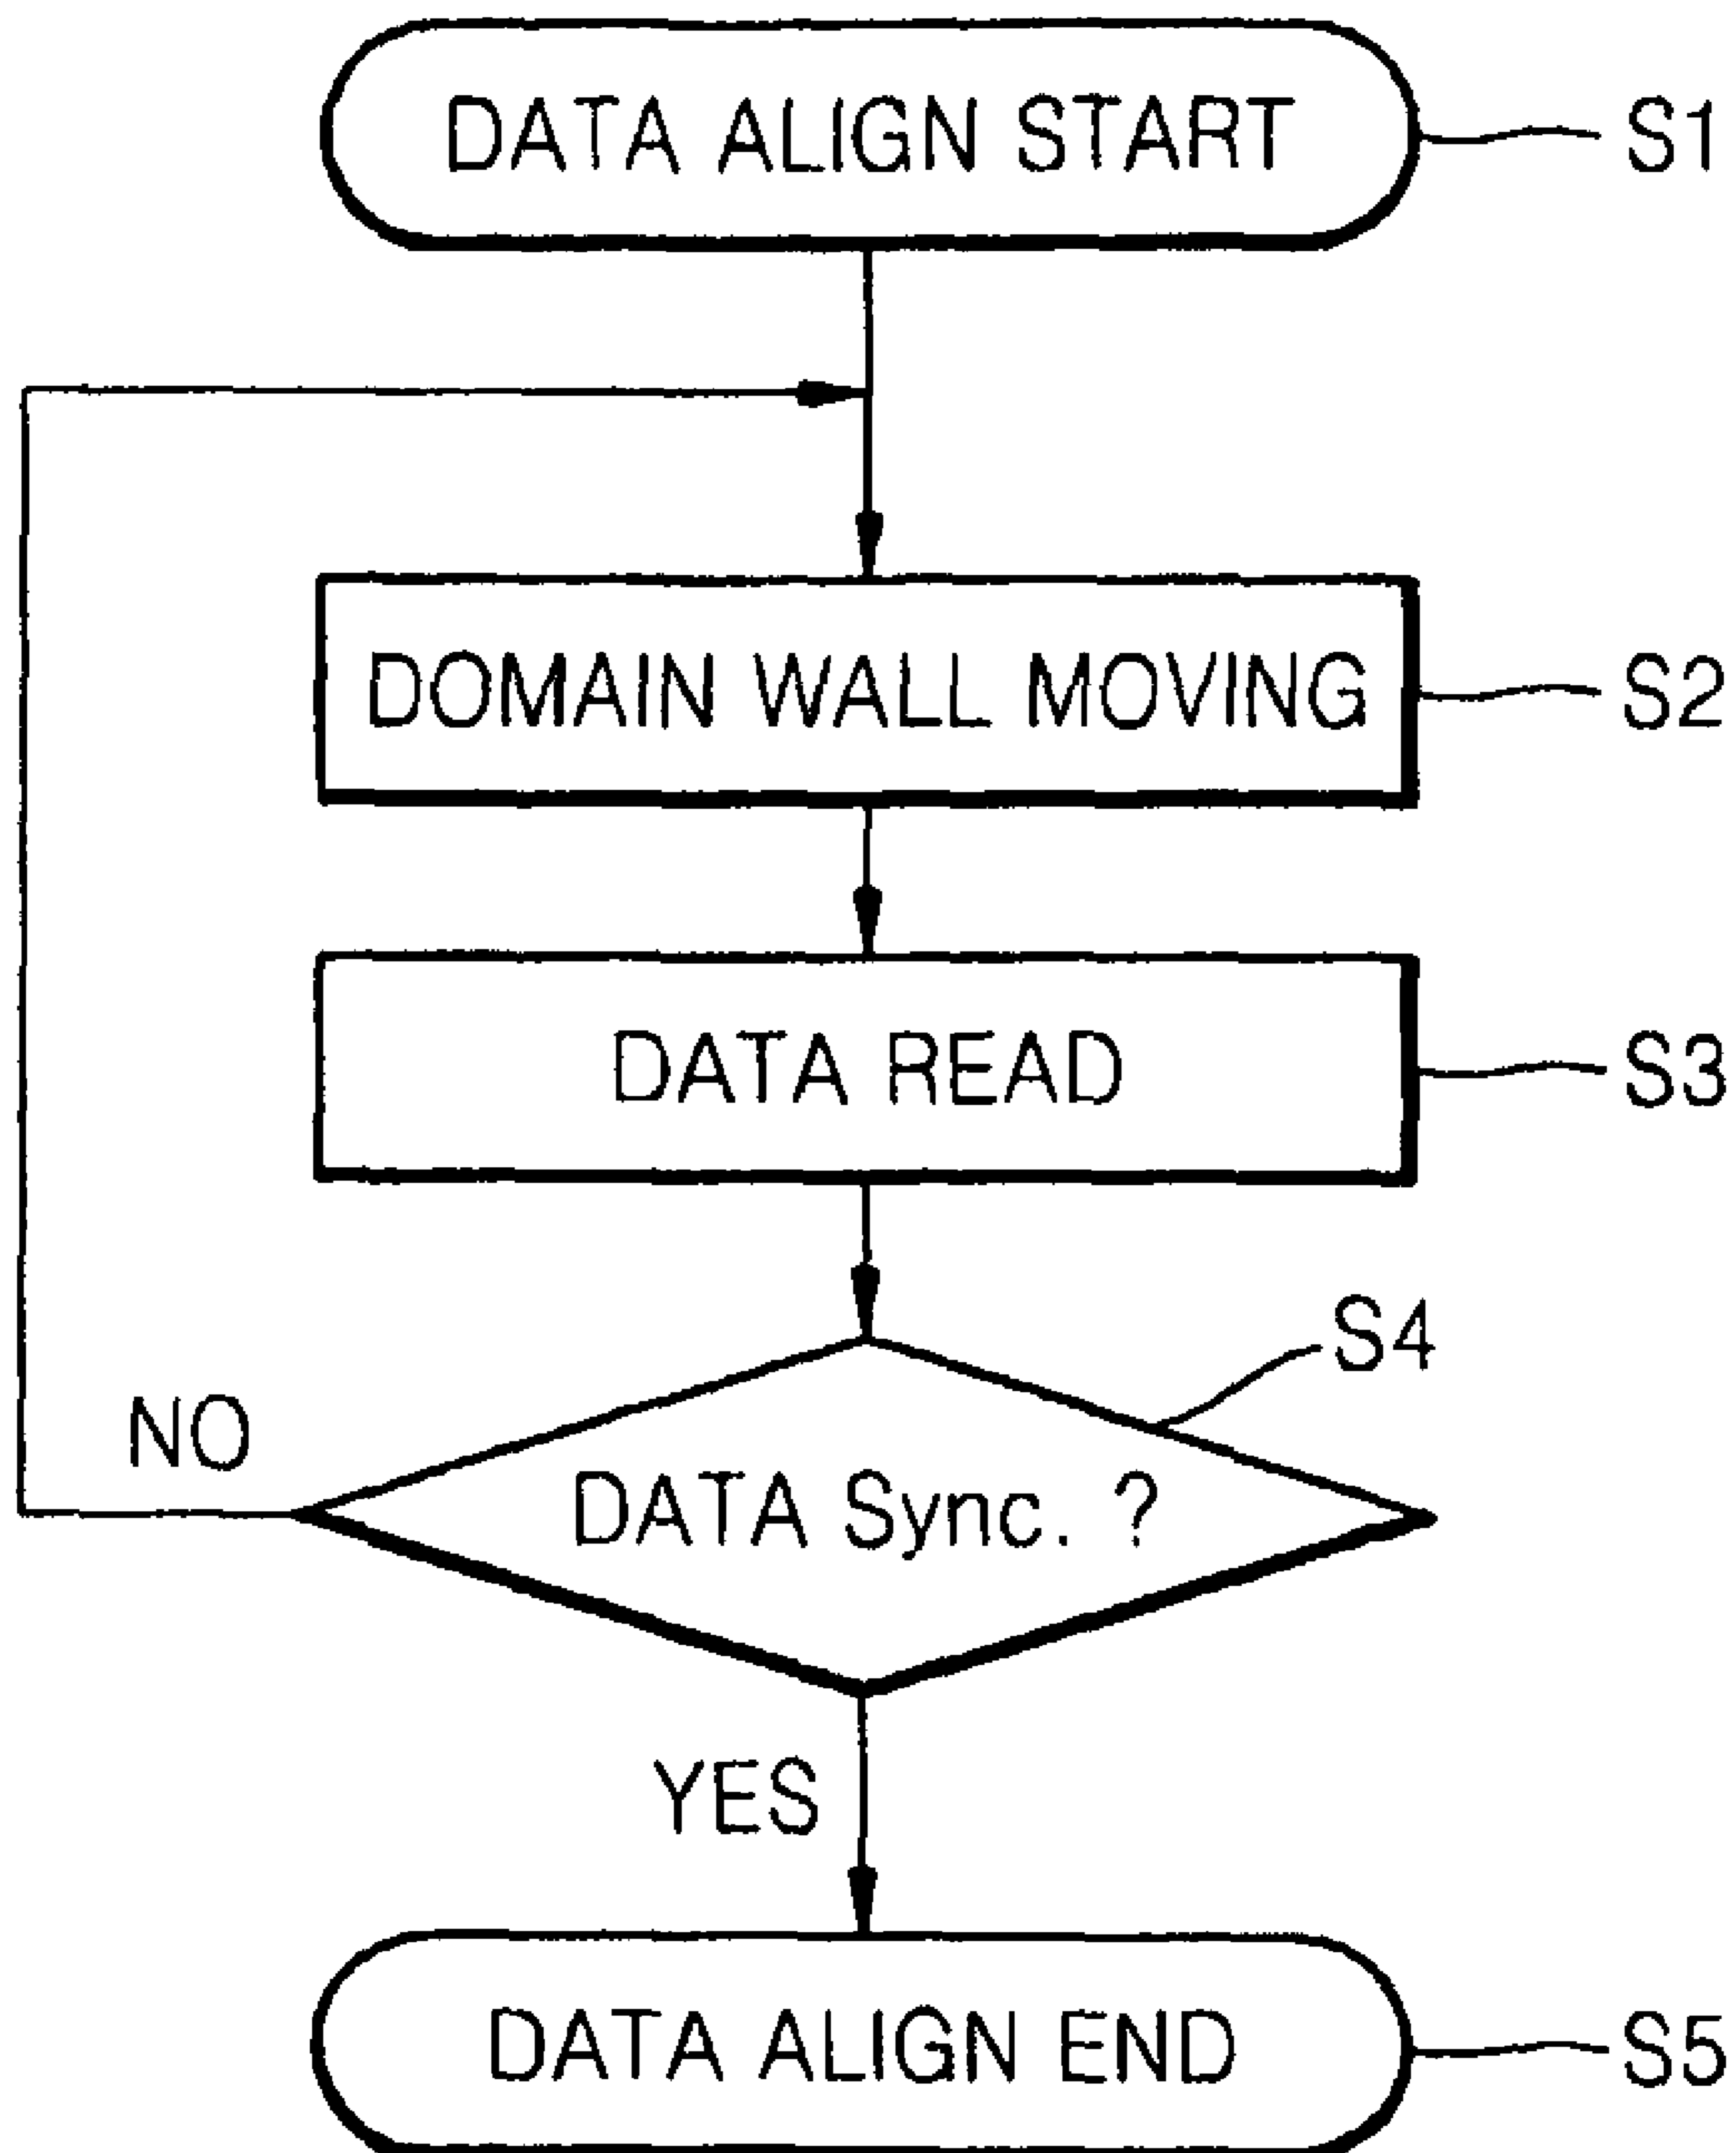 DATA ALIGN START
S1
DOMAIN WALL MOVING
S2
DATA READ
S3
S4
NO
DATA Sync. ?
YES
DATA ALIGN END
S5